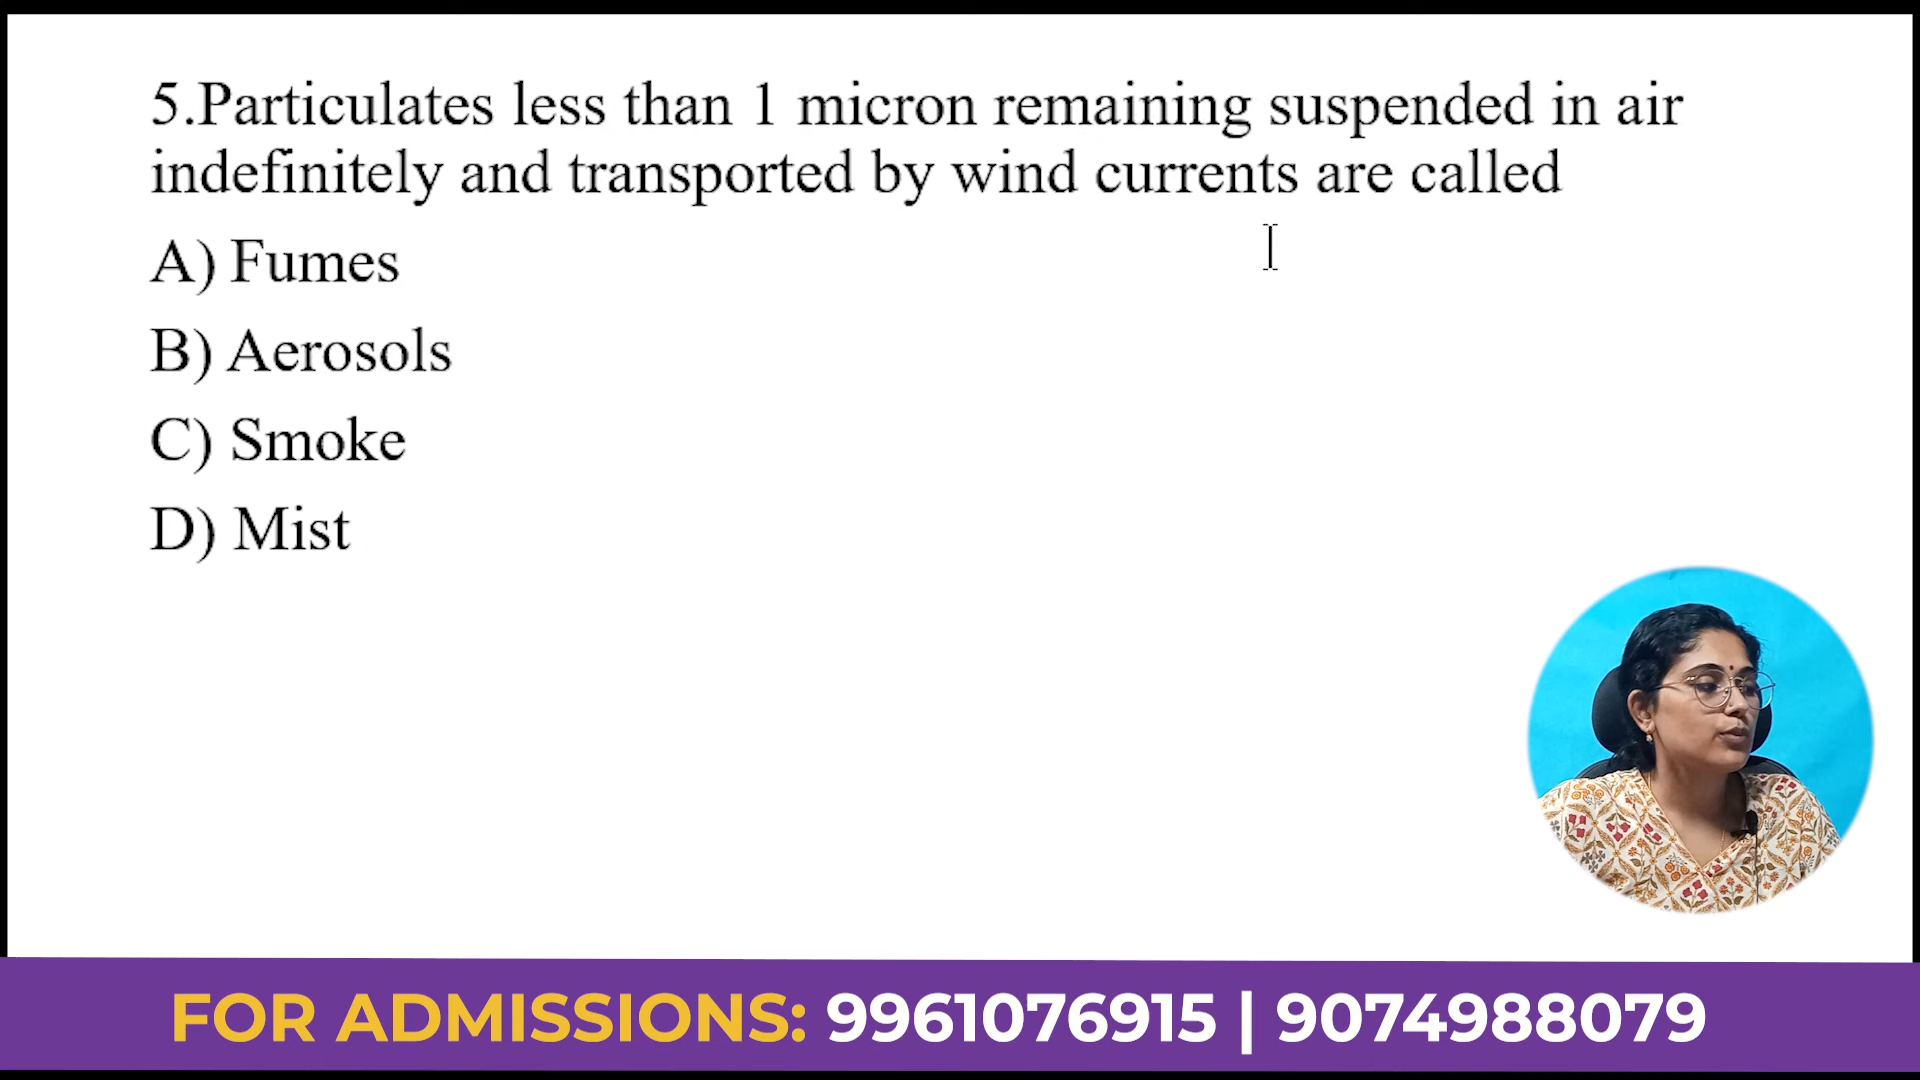 5.Particulates less than 1 micron remaining suspended in air
indefinitely and transported by wind currents are called
A) Fumes
B) Aerosols
C) Smoke
D) Mist
FOR ADMISSIONS: 9961076915 | 9074988079